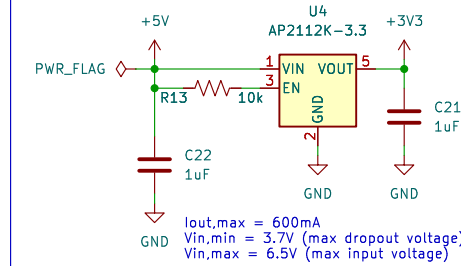 +5V
U4
AP2112K-3.3
+3V3
PWR_FLAG
1 VIN VOUT 5
3 EN
R13 10k
GND
2
C21
1uF
C22
1uF
GND
GND
GND
Iout,max = 600mA
Vin,min = 3.7V (max dropout voltage)
Vin,max = 6.5V (max input voltage)